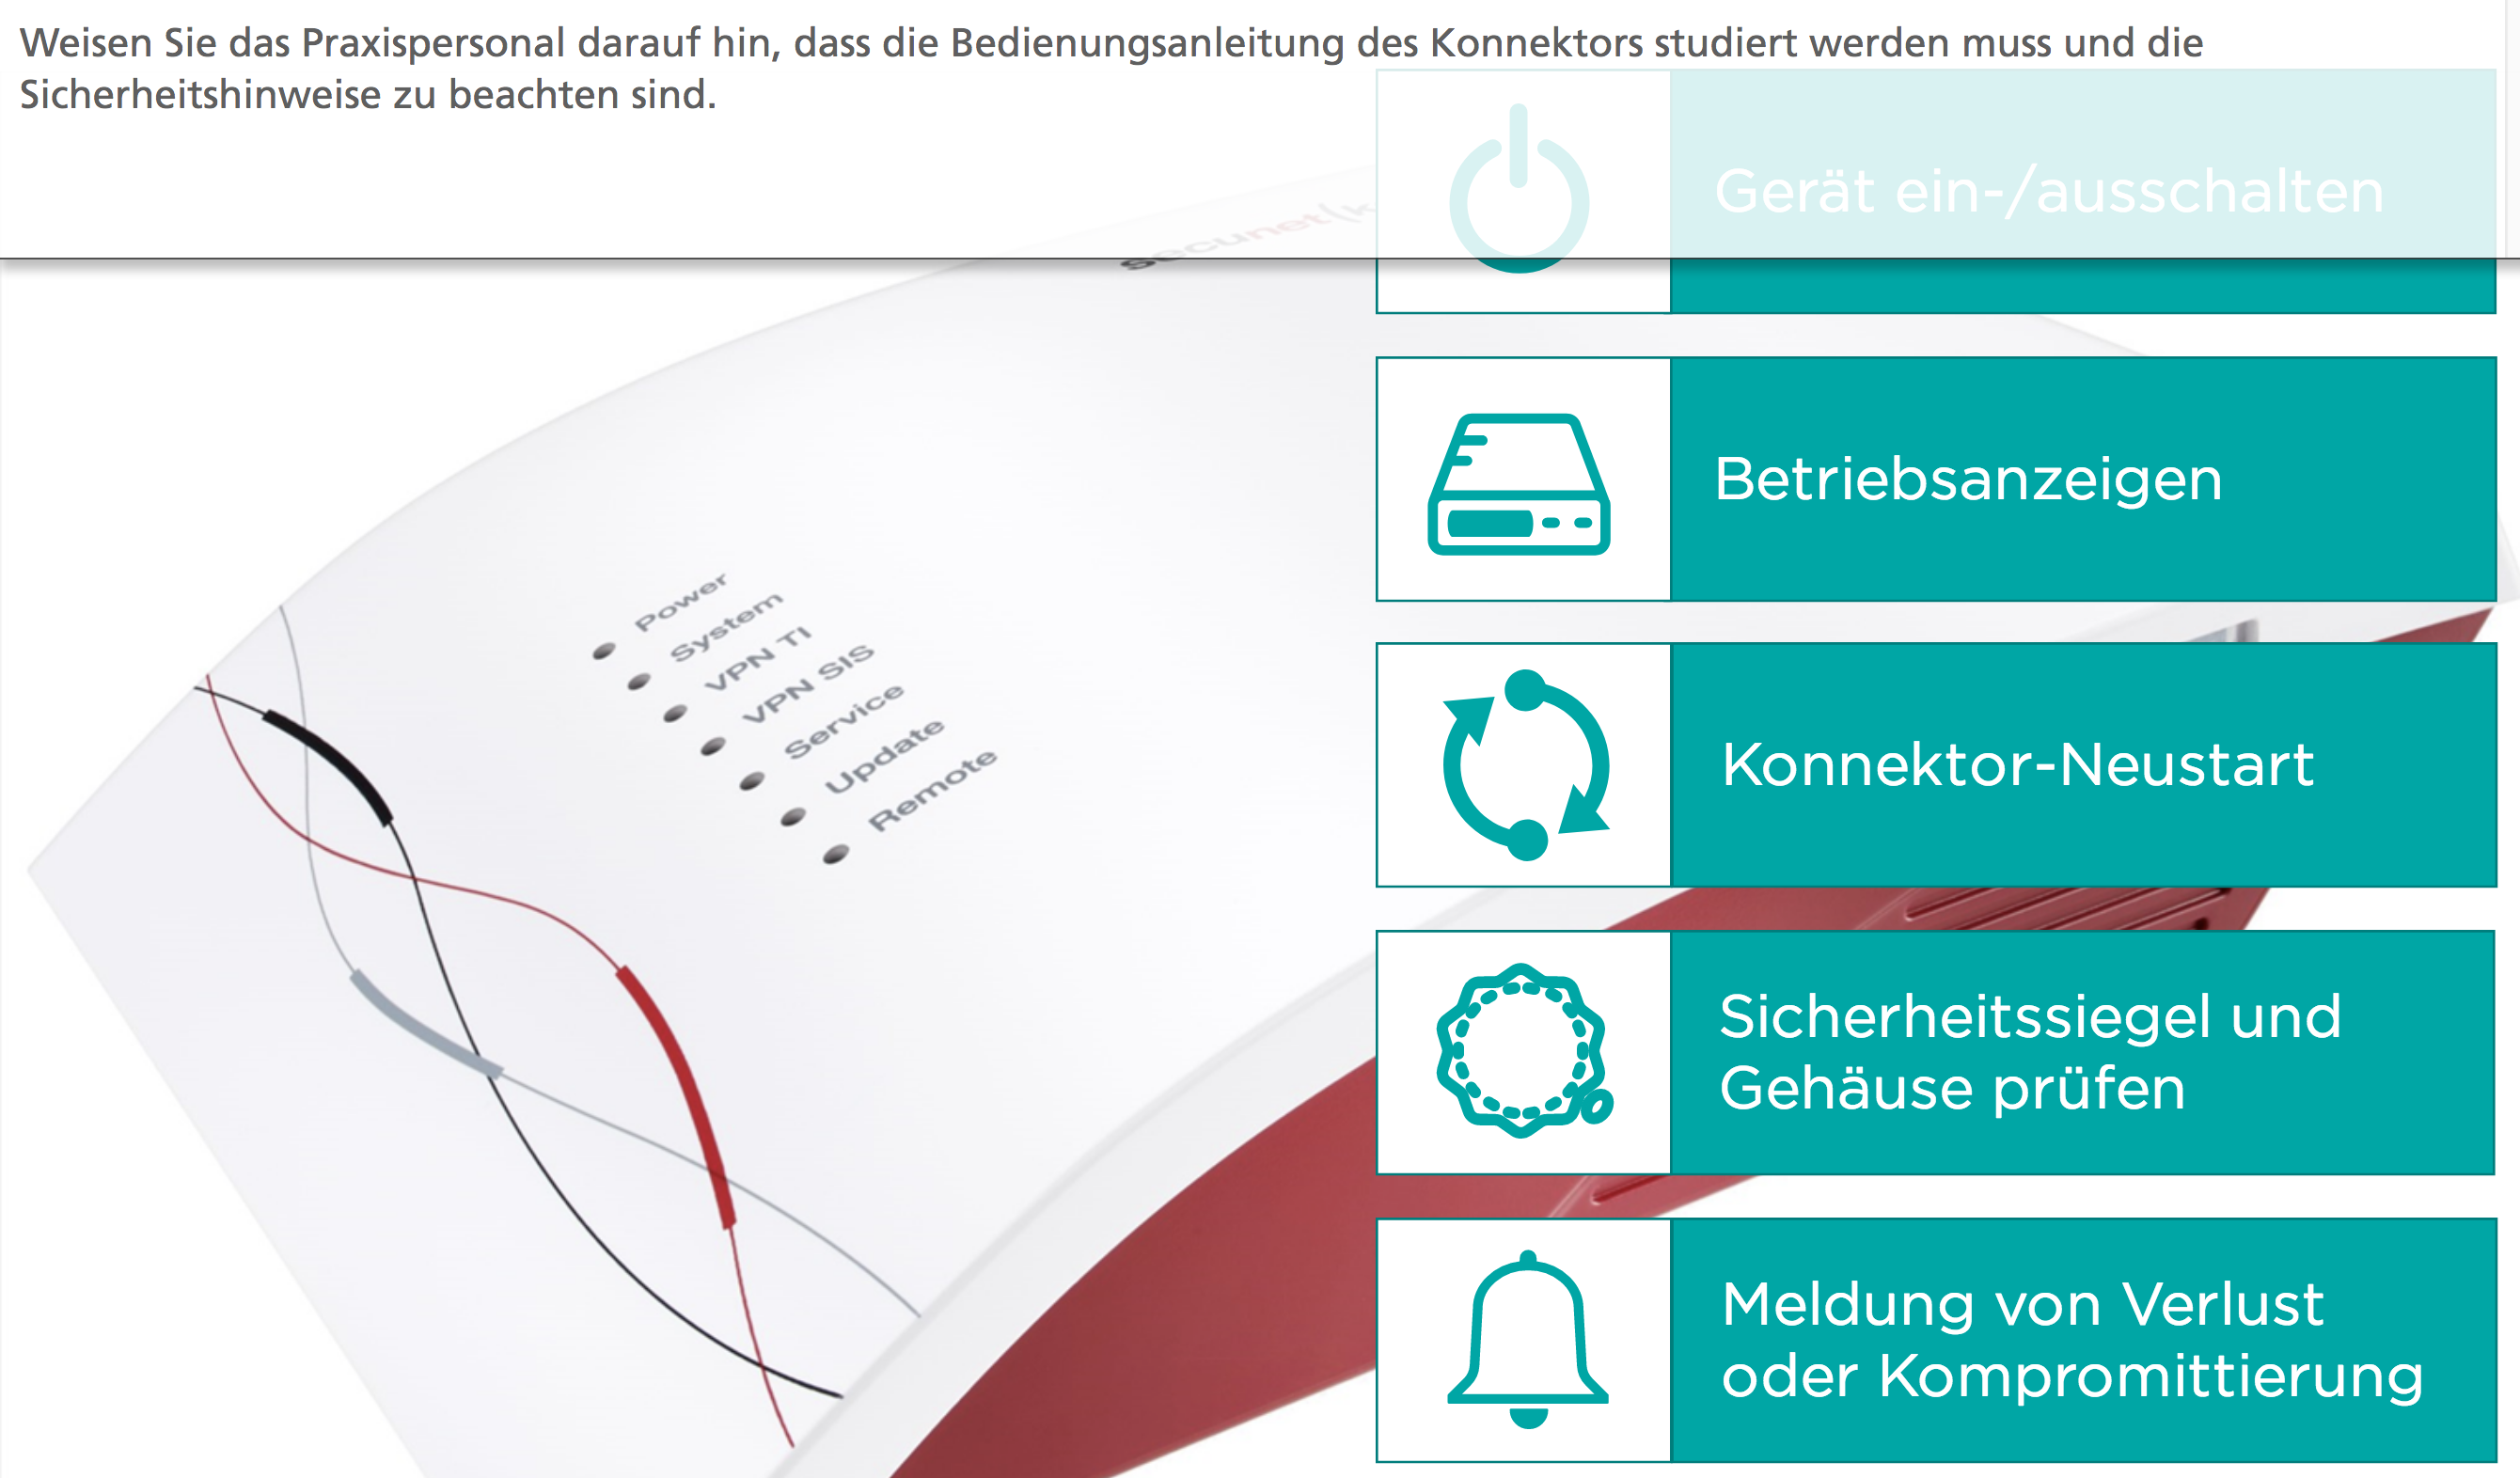 Weisen Sie das Praxispersonal darauf hin, dass die Bedienungsanleitung des Konnektors studiert werden muss und die
Sicherheitshinweise zu beachten sind.
secunet(k
Gerät ein-/ausschalten
Betriebsanzeigen
Konnektor-Neustart
Sicherheitssiegel und
Gehäuse prüfen
Meldung von Verlust
oder Kompromittierung
Power
System
VPN TI
VPN SIS
Service
Update
Remote